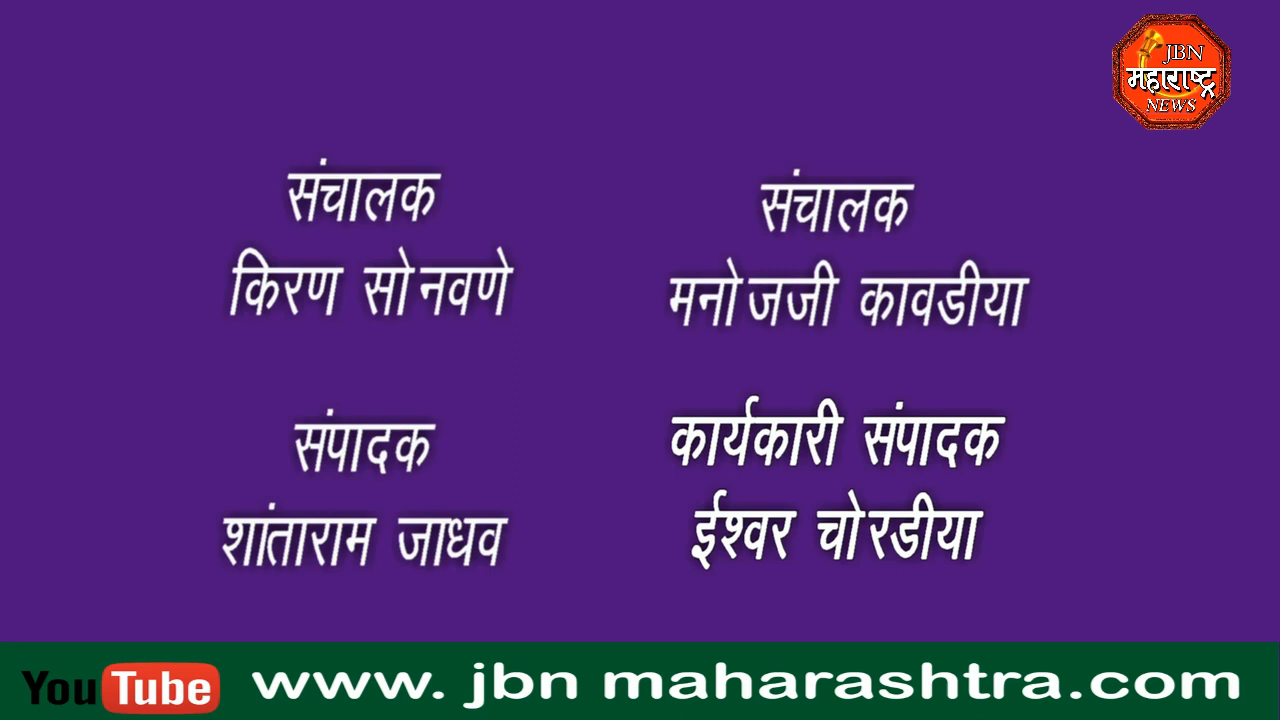 JBN
महाराष्ट्र
NEWS
संचालक
किरण सोनवणे
संचालक
मनोजजी कावडीया
संपादक
शांताराम जाधव
कार्यकारी संपादक
ईश्वर चोरडीया
YouTube
www. jbn maharashtra.com